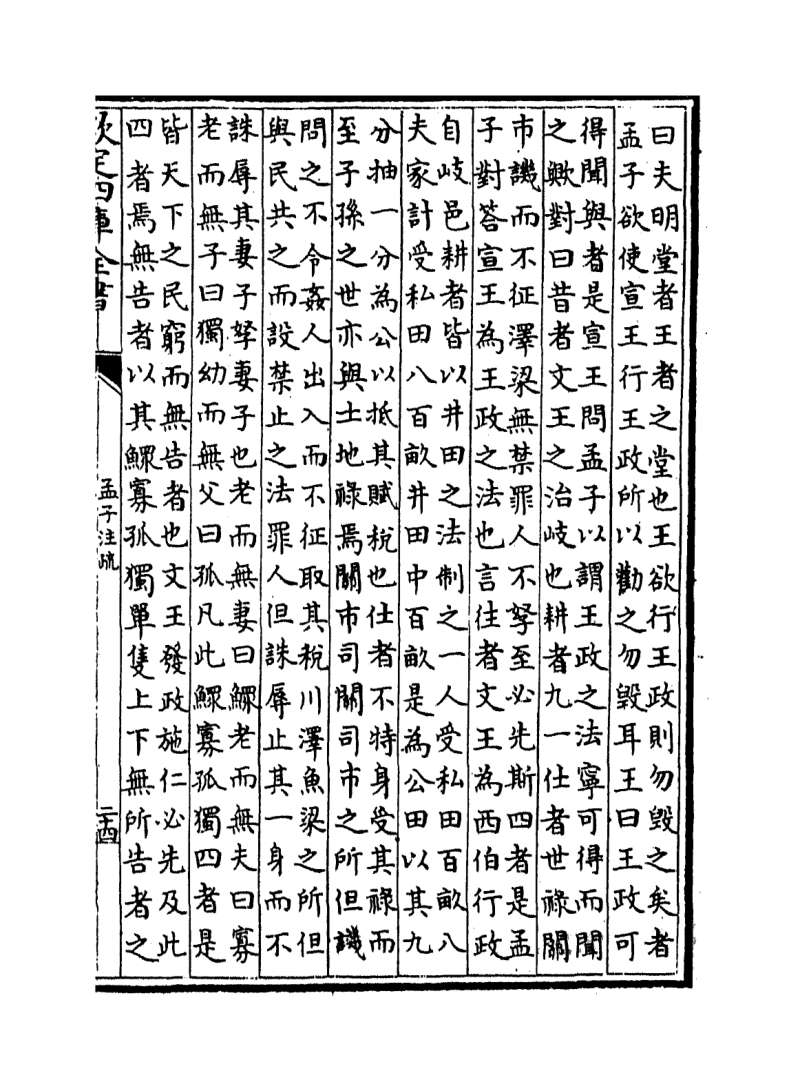 曰夫明堂者王者之堂也王欲行王政則勿毀之矣者
孟子欲使宣王行王政所以勸之勿毀耳王曰王政可
得聞與者是宣王問孟子以謂王政之法寧可得而聞
之歟對曰昔者文王之治岐也耕者九一仕者世祿關
市譏而不征澤梁無禁罪人不孥至必先斯四者是孟
子對答宣王為王政之法也言往者文王為西伯行政
自岐邑耕者皆以井田之法制之一人受私田百畝八
夫家計受私田八百畝井田中百畝是為公田以其九
分抽一分為公以抵其賦稅也仕者不特身受其祿而
至子孫之世亦與土地祿焉關市司關司市之所但譏
問之不令姦人出入而不征取其稅川澤魚梁之所但
與民共之而設禁止之法罪人但誅辱止其一身而不
誅辱其妻子孥妻子也老而無妻曰鰥老而無夫曰寡
老而無子曰獨幼而無父曰孤凡此鰥寡孤獨四者是
皆天下之民窮而無告者也文王發政施仁必先及此
四者焉無告者以其鰥寡孤獨單隻上下無所告者之
欽定四庫全書
孟子注疏
二十四